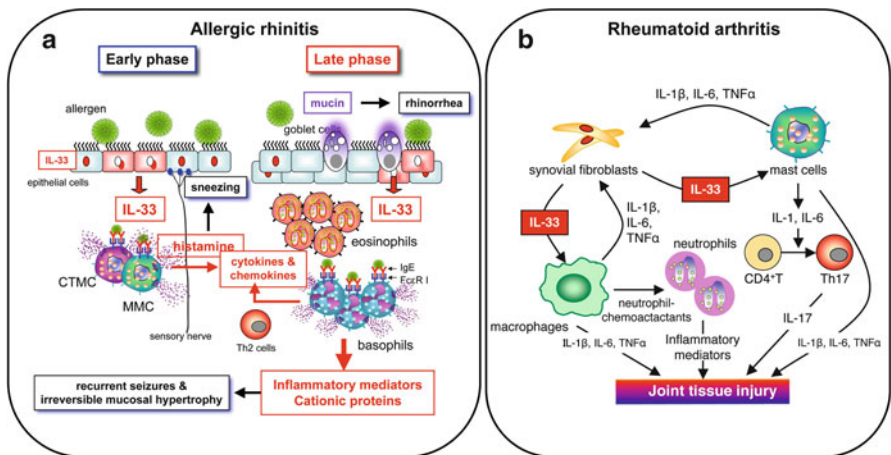 a
Allergic rhinitis
Early phase
Late phase
allergen
mucin
rhinorrhea
goblet cells
IL-33
epithelial cells
sneezing
IL-33
IL-33
histamine
eosinophils
cytokines &
chemokines
CTMC
MMC
IgE
FcεR I
Th2 cells
sensory nerve
basophils
recurrent seizures &
irreversible mucosal hypertrophy
Inflammatory mediators
Cationic proteins
b
Rheumatoid arthritis
IL-1β, IL-6, TNFα
synovial fibroblasts
mast cells
IL-33
IL-33
IL-1β,
IL-6,
TNFα
IL-1, IL-6
neutrophils
CD4⁺T
Th17
macrophages
neutrophil-
chemoactactants
IL-17
IL-1β, IL-6, TNFα
Inflammatory
mediators
IL-1β, IL-6, TNFα
Joint tissue injury